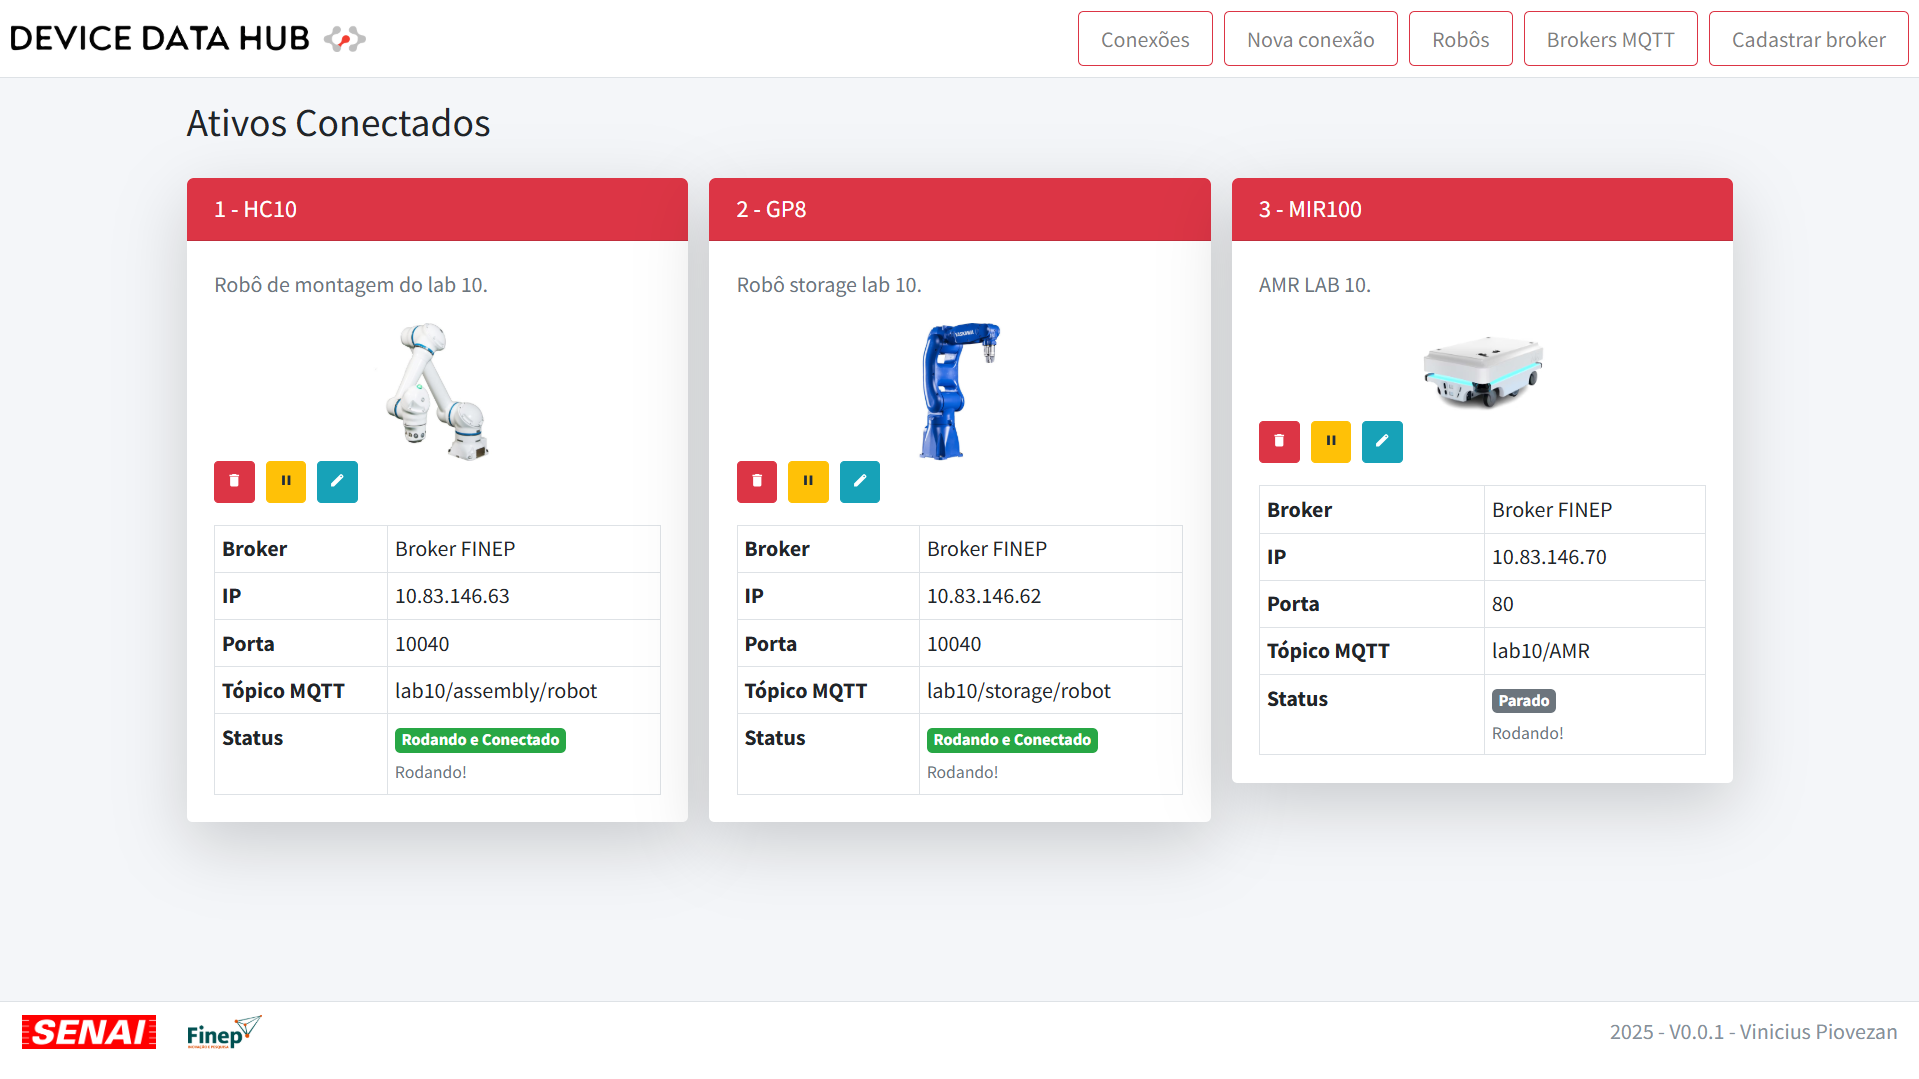 DEVICE DATA HUB
Conexões
Nova conexão
Robôs
Brokers MQTT
Cadastrar broker
Ativos Conectados
1 - HC10
Robô de montagem do lab 10.
Broker Broker FINEP
IP 10.83.146.63
Porta 10040
Tópico MQTT lab10/assembly/robot
Status Rodando e Conectado
Rodando!
2 - GP8
Robô storage lab 10.
Broker Broker FINEP
IP 10.83.146.62
Porta 10040
Tópico MQTT lab10/storage/robot
Status Rodando e Conectado
Rodando!
3 - MIR100
AMR LAB 10.
Broker Broker FINEP
IP 10.83.146.70
Porta 80
Tópico MQTT lab10/AMR
Status Parado
Rodando!
SENAI
Finep
2025 - V0.0.1 - Vinicius Piovezan